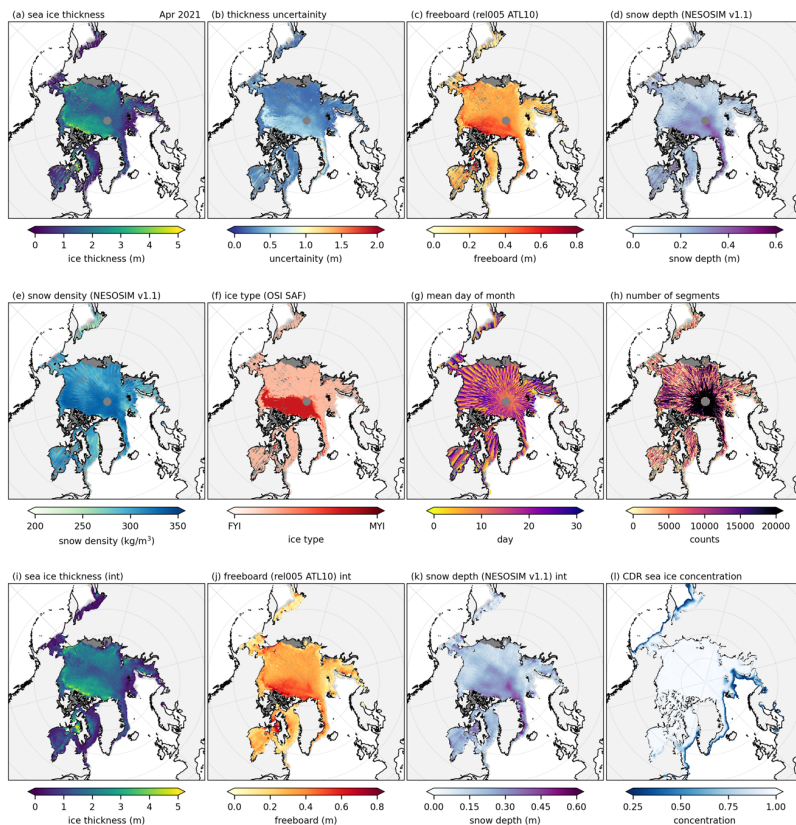 (a) sea ice thickness Apr 2021
(b) thickness uncertainity
(c) freeboard (rel005 ATL10)
(d) snow depth (NESOSIM v1.1)
0 1 2 3 4 5
ice thickness (m)
0.0 0.5 1.0 1.5 2.0
uncertainity (m)
0.0 0.2 0.4 0.6 0.8
freeboard (m)
0.0 0.2 0.4 0.6
snow depth (m)
(e) snow density (NESOSIM v1.1)
(f) ice type (OSI SAF)
(g) mean day of month
(h) number of segments
200 250 300 350
snow density (kg/m³)
FYI MYI
ice type
0 10 20 30
day
0 5000 10000 15000 20000
counts
(i) sea ice thickness (int)
(j) freeboard (rel005 ATL10) int
(k) snow depth (NESOSIM v1.1) int
(l) CDR sea ice concentration
0 1 2 3 4 5
ice thickness (m)
0.0 0.2 0.4 0.6 0.8
freeboard (m)
0.00 0.15 0.30 0.45 0.60
snow depth (m)
0.25 0.50 0.75 1.00
concentration